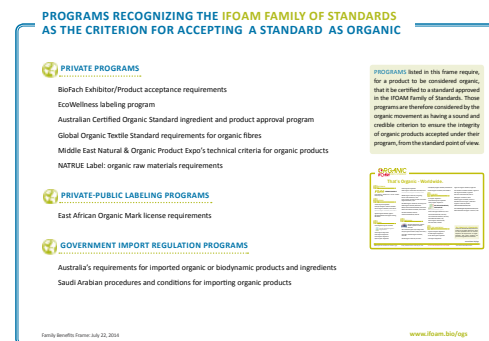 PROGRAMS RECOGNIZING THE IFOAM FAMILY OF STANDARDS
AS THE CRITERION FOR ACCEPTING A STANDARD AS ORGANIC
PRIVATE PROGRAMS
BioFach Exhibitor/Product acceptance requirements
EcoWellness labeling program
Australian Certified Organic Standard ingredient and product approval program
Global Organic Textile Standard requirements for organic fibres
Middle East Natural & Organic Product Expo's technical criteria for organic products
NATRUE Label: organic raw materials requirements
PRIVATE-PUBLIC LABELING PROGRAMS
East African Organic Mark license requirements
GOVERNMENT IMPORT REGULATION PROGRAMS
Australia's requirements for imported organic or biodynamic products and ingredients
Saudi Arabian procedures and conditions for importing organic products
PROGRAMS listed in this frame require,
for a product to be considered organic,
that it be certified to a standard approved
in the IFOAM Family of Standards. Those
programs are therefore considered by the
organic movement as having a sound and
credible criterion to ensure the integrity
of organic products accepted under their
program, from the standard point of view.
ORGANIC
That's Organic - Worldwide.
Family Benefits Frame: July 22, 2014
www.ifoam.bio/ogs